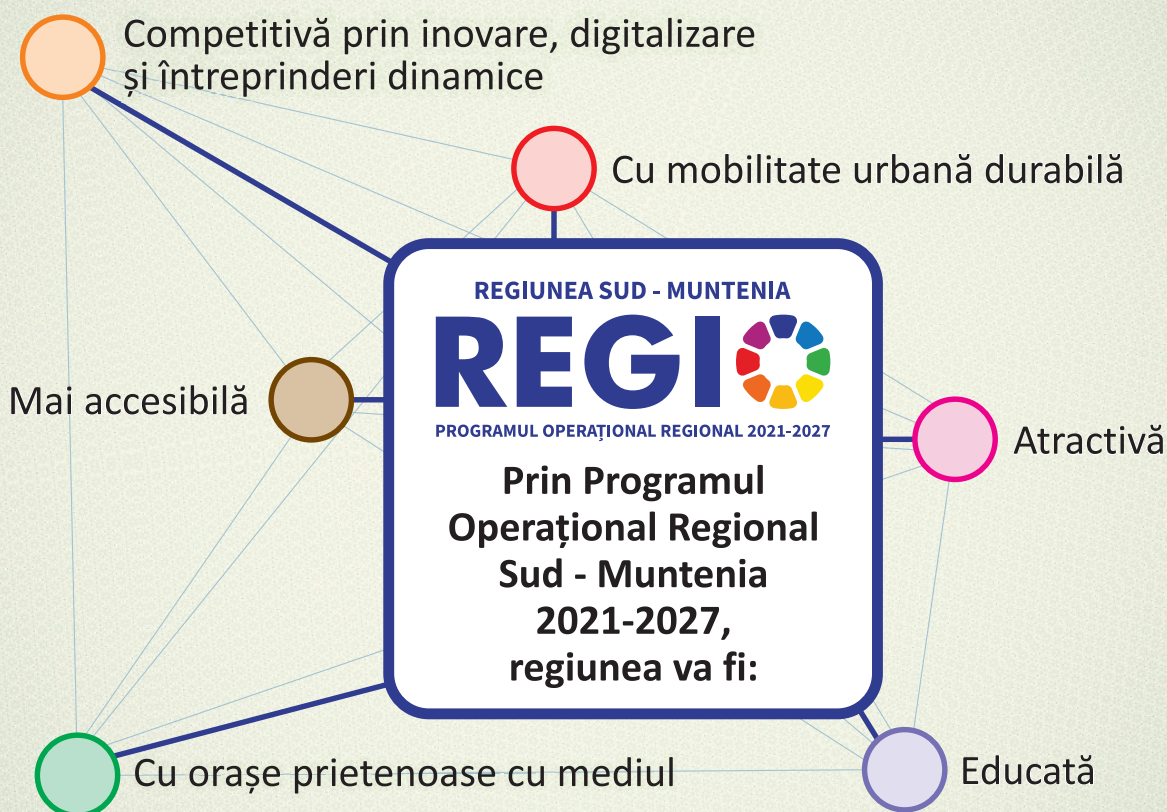 Competitivă prin inovare, digitalizare
și întreprinderi dinamice
Cu mobilitate urbană durabilă
REGIUNEA SUD - MUNTENIA
REGIO
PROGRAMUL OPERAȚIONAL REGIONAL 2021-2027
Mai accesibilă
Atractivă
Prin Programul
Operațional Regional
Sud - Muntenia
2021-2027,
regiunea va fi:
Cu orașe prietenoase cu mediul
Educată